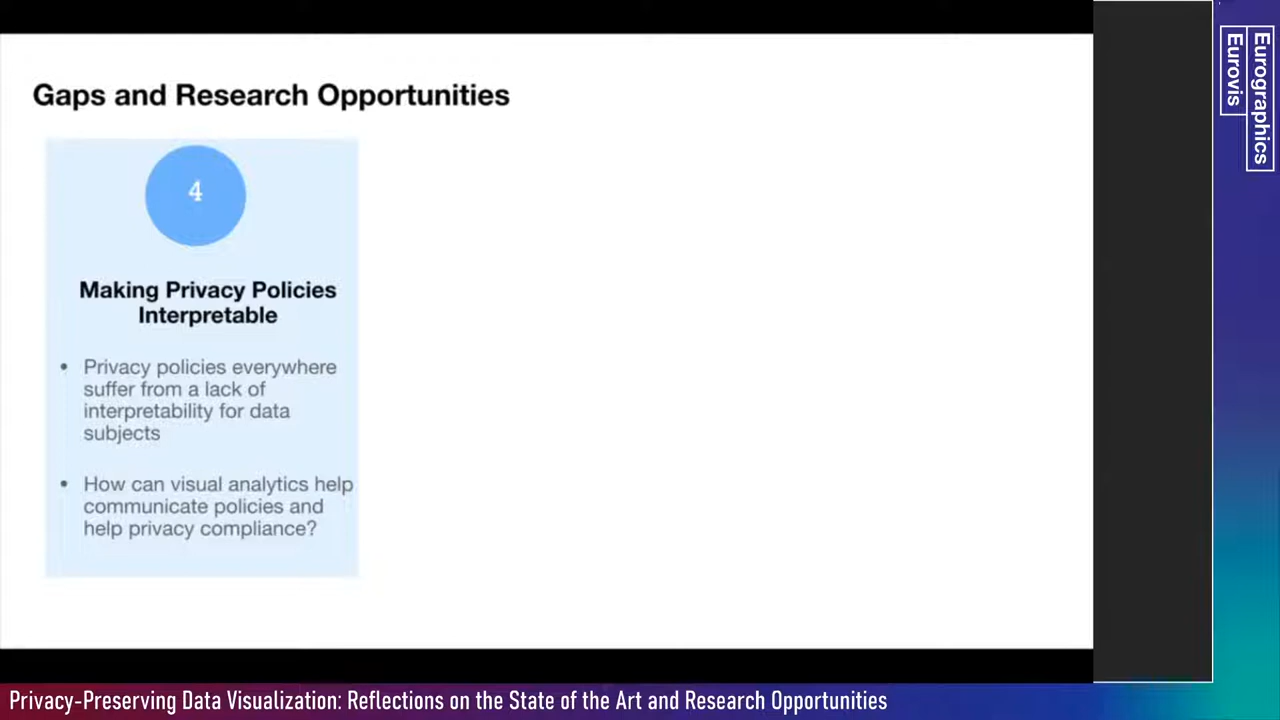 Gaps and Research Opportunities
4
Making Privacy Policies
Interpretable
• Privacy policies everywhere
suffer from a lack of
interpretability for data
subjects
• How can visual analytics help
communicate policies and
help privacy compliance?
Eurographics
Eurovis
Privacy-Preserving Data Visualization: Reflections on the State of the Art and Research Opportunities